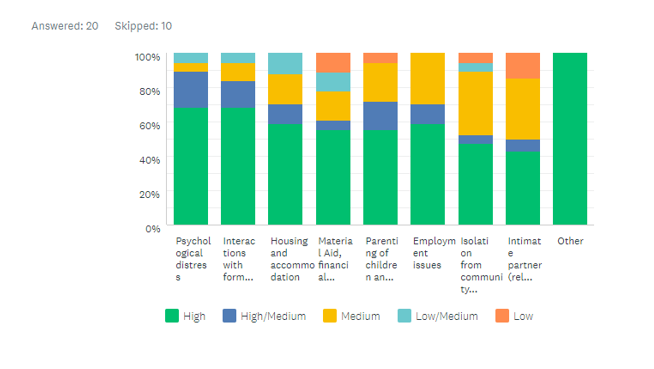 Answered: 20 Skipped: 10
100%
80%
60%
40%
20%
0%
Psychol
ogical
distres
s
Interac
tions
with
form...
Housing
and
accommo
dation
Materia
l Aid,
financi
al...
Parenti
ng of
childre
n an...
Employm
ent
issues
Isolati
on
from
communi
ty...
Intimat
e
partner
(rel...
Other
High High/Medium Medium Low/Medium Low